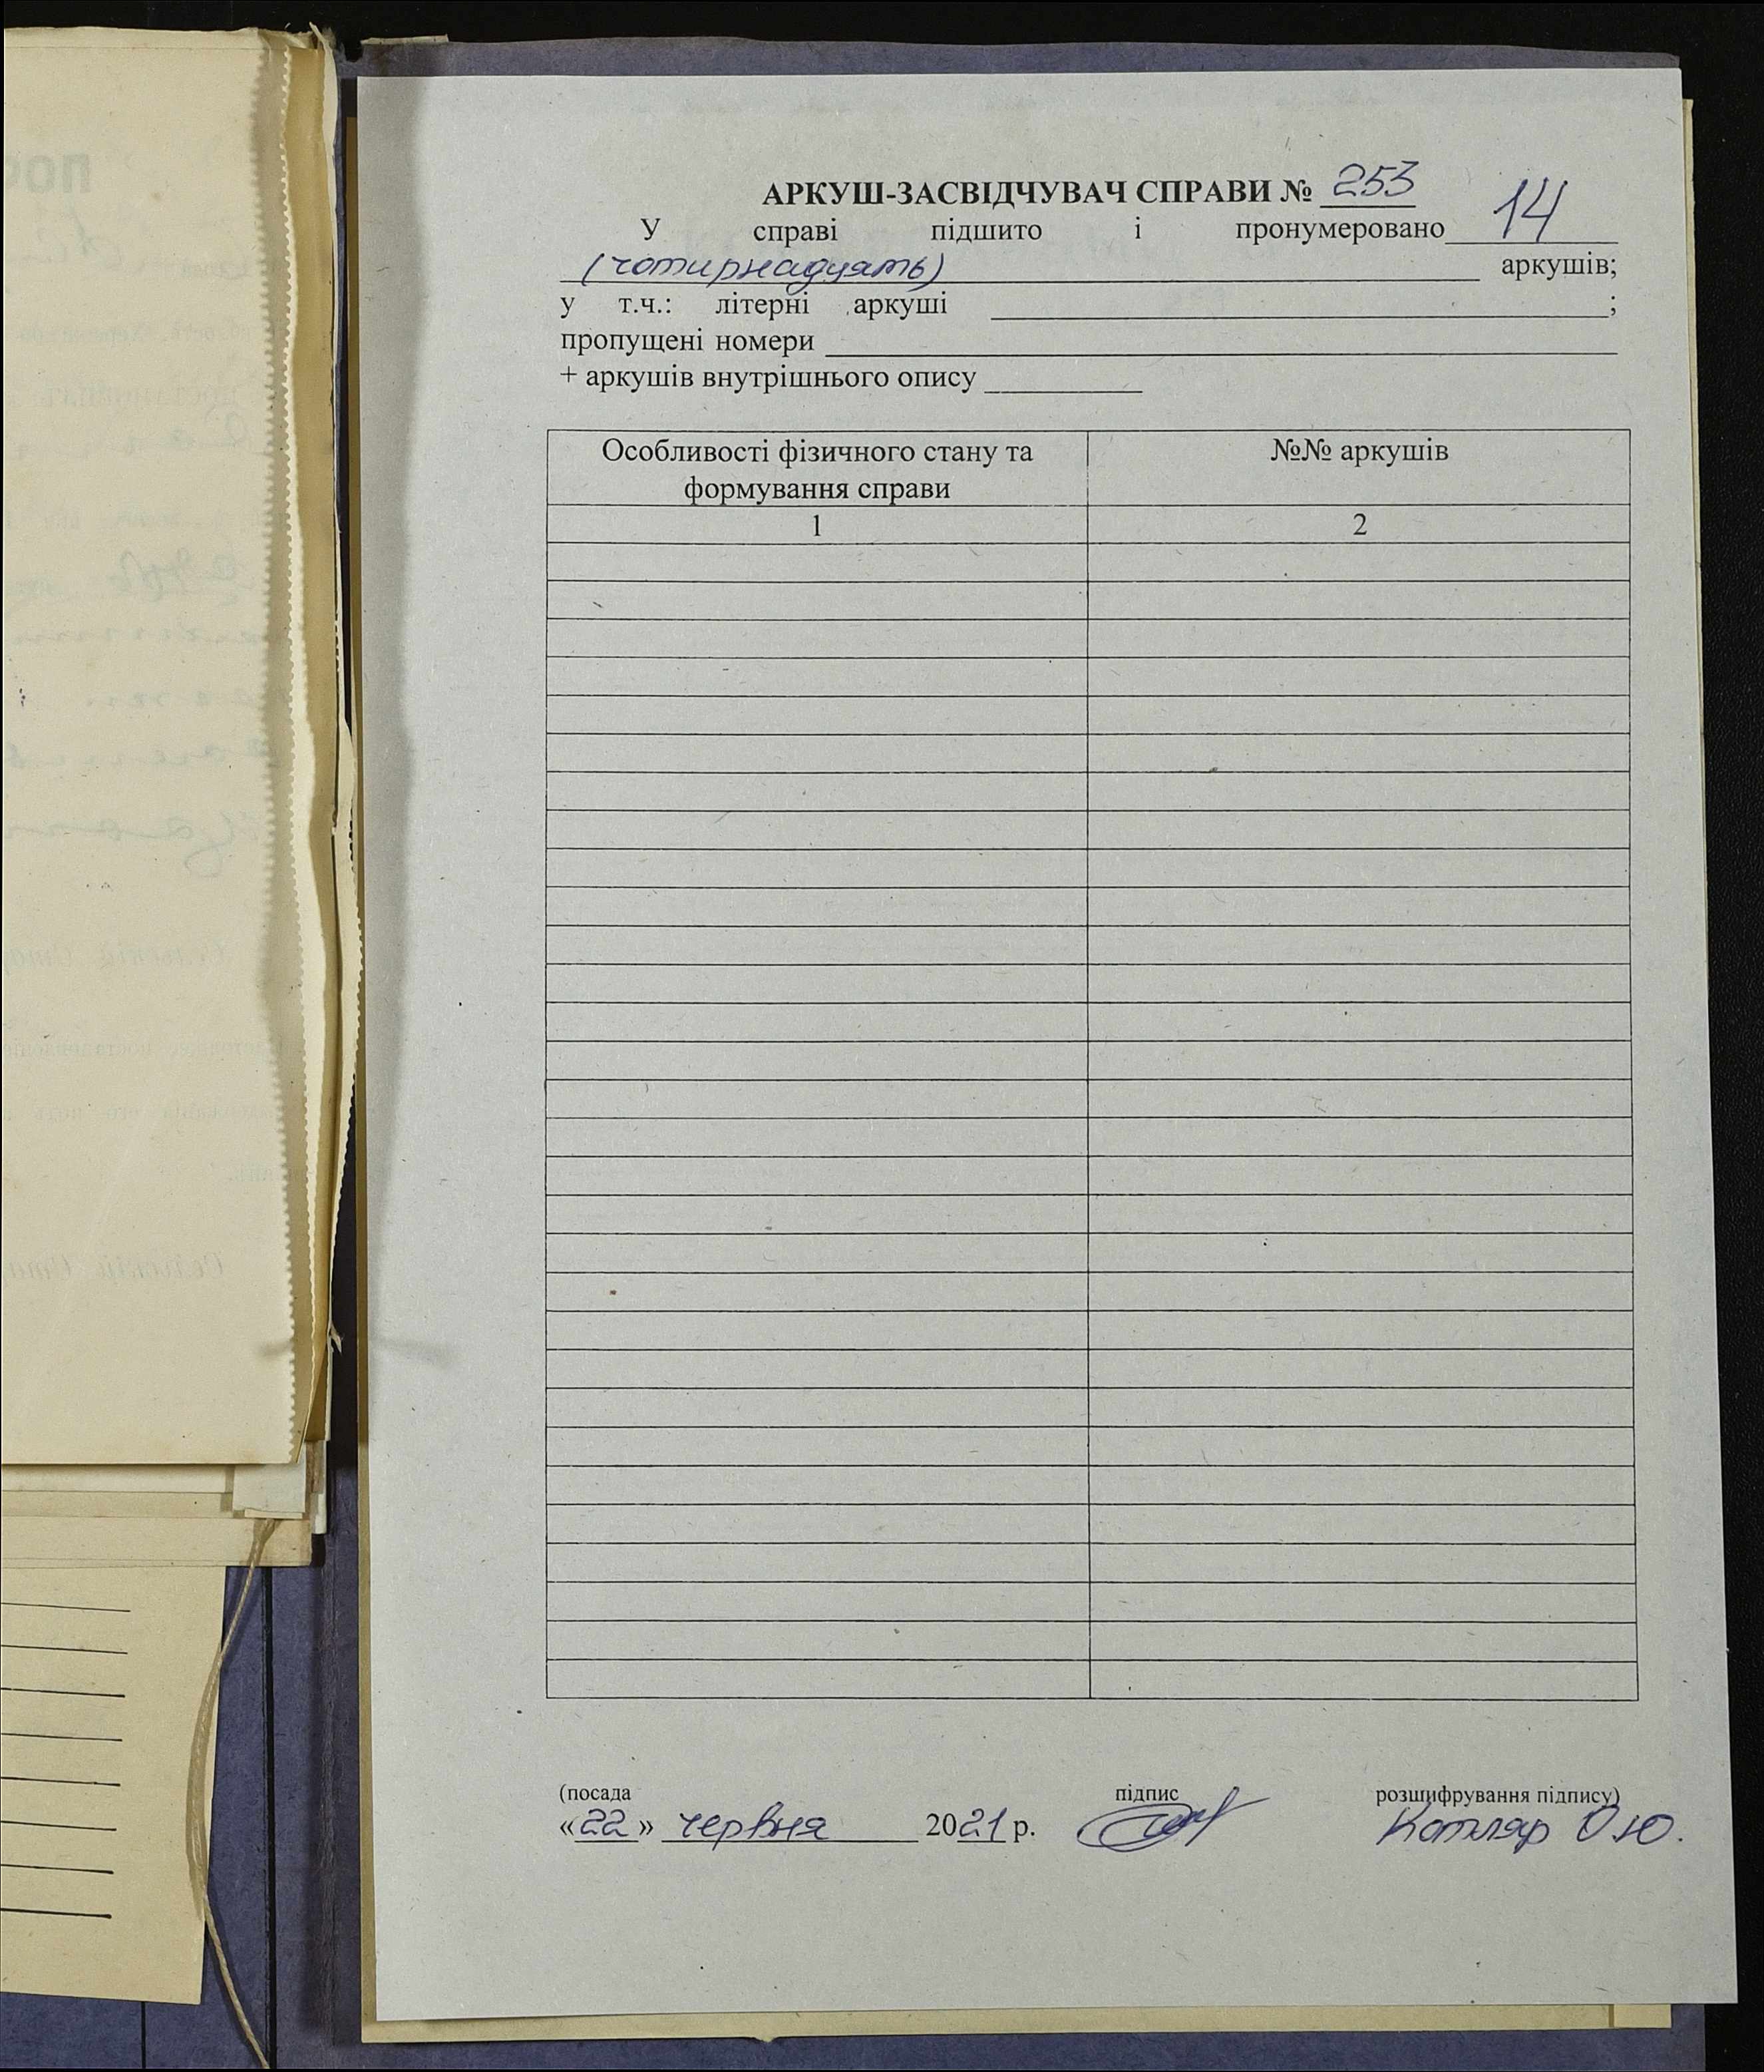 АРКУШ-ЗАСВІДЧУВАЧ СПРАВИ № 253
У справі підшито і пронумеровано 14
(чотирнадцять) аркушів;
у т.ч.: літерні аркуші ;
пропущені номери
+ аркушів внутрішнього опису
Особливості фізичного стану та №№ аркушів
формування справи
1 2
(посада підпис розшифрування підпису)
«22» червня 2021 р. Котляр О.Ю.